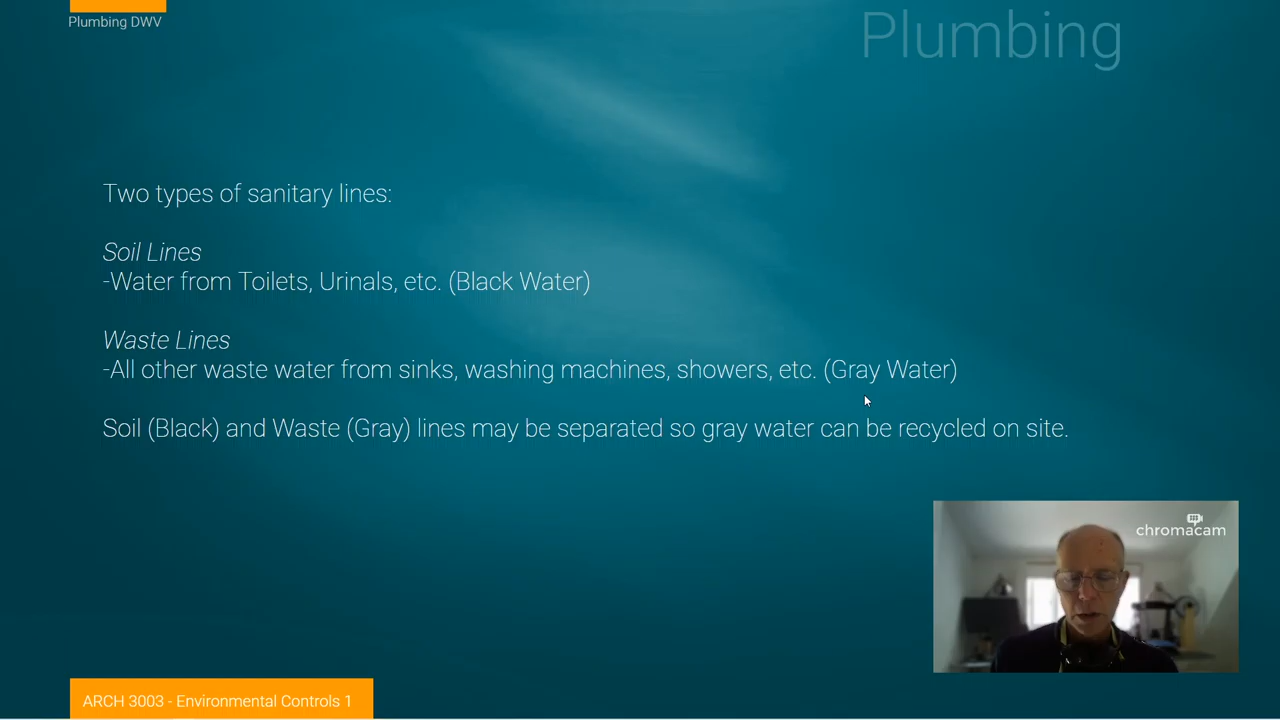 Plumbing DWV
Plumbing
Two types of sanitary lines:
Soil Lines
-Water from Toilets, Urinals, etc. (Black Water)
Waste Lines
-All other waste water from sinks, washing machines, showers, etc. (Gray Water)
Soil (Black) and Waste (Gray) lines may be separated so gray water can be recycled on site.
chromacam
ARCH 3003 - Environmental Controls 1